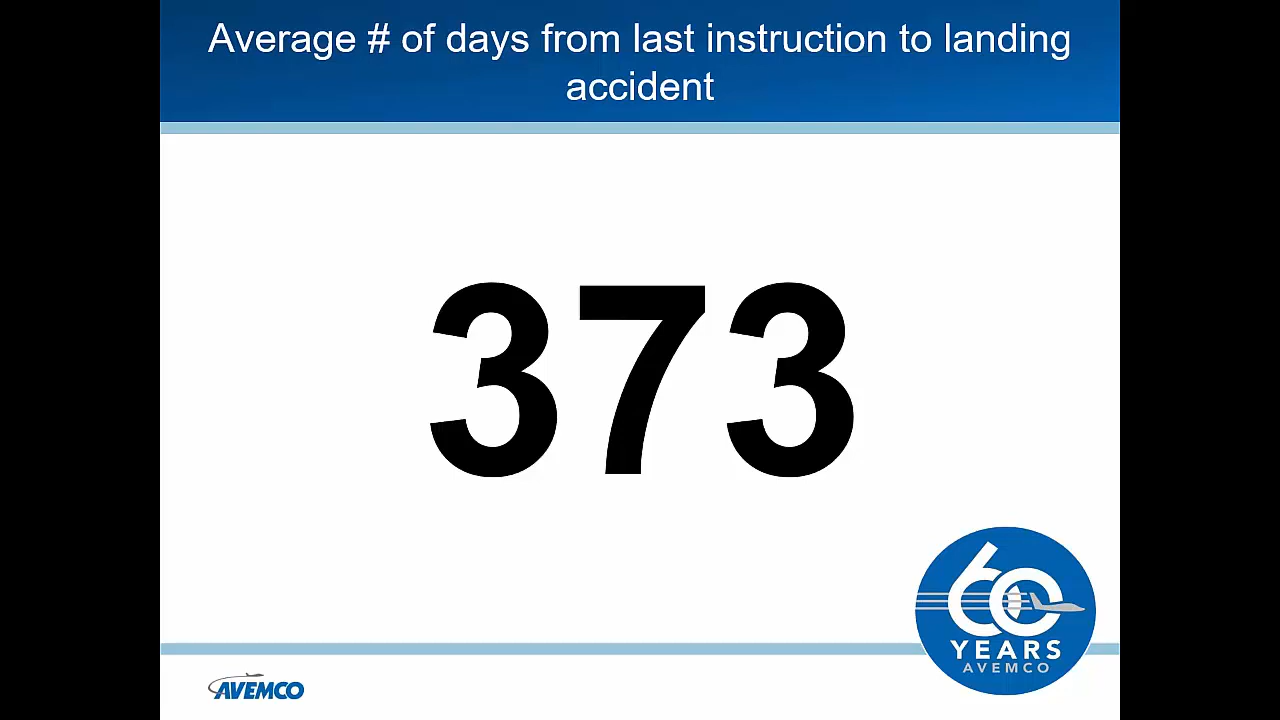 Average # of days from last instruction to landing
accident
373
60
YEARS
AVEMCO
AVEMCO